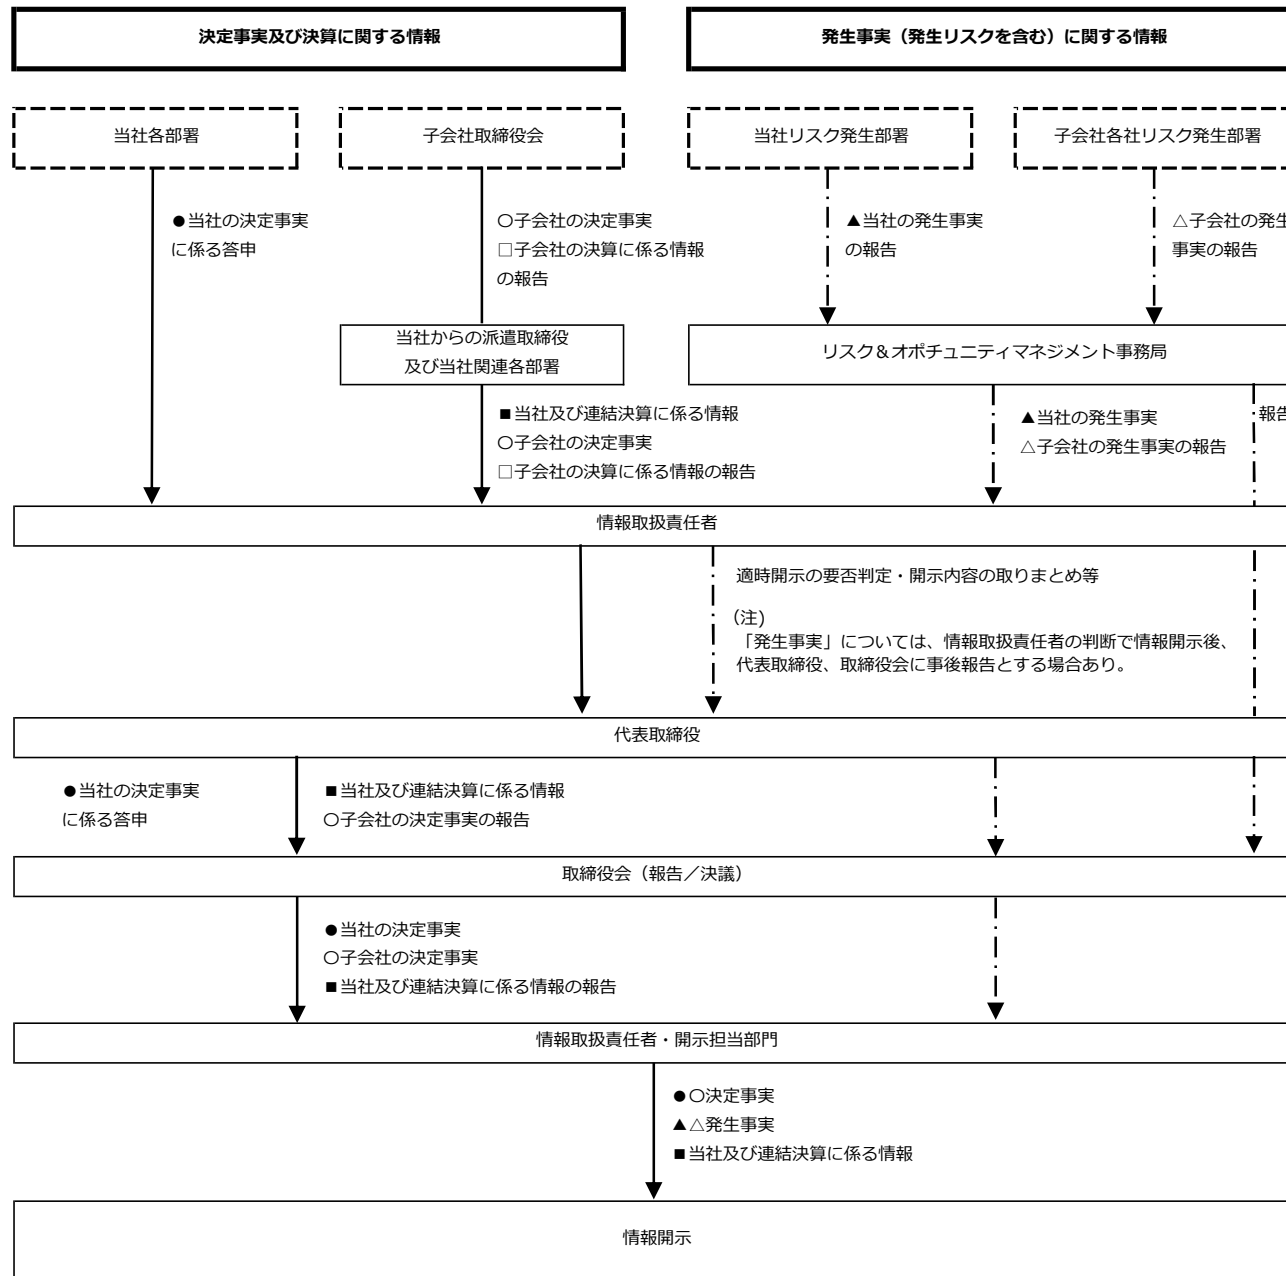 決定事実及び決算に関する情報
発生事実（発生リスクを含む）に関する情報
当社各部署
子会社取締役会
当社リスク発生部署
子会社各社リスク発生部署
●当社の決定事実
に係る答申
○子会社の決定事実
□子会社の決算に係る情報
の報告
▲当社の発生事実
の報告
△子会社の発生
事実の報告
当社からの派遣取締役
及び当社関連各部署
リスク＆オポチュニティマネジメント事務局
■当社及び連結決算に係る情報
○子会社の決定事実
□子会社の決算に係る情報の報告
▲当社の発生事実
△子会社の発生事実の報告
報告
情報取扱責任者
適時開示の要否判定・開示内容の取りまとめ等
（注)
「発生事実」については、情報取扱責任者の判断で情報開示後、
代表取締役、取締役会に事後報告とする場合あり。
代表取締役
●当社の決定事実
に係る答申
■当社及び連結決算に係る情報
○子会社の決定事実の報告
取締役会（報告／決議）
●当社の決定事実
○子会社の決定事実
■当社及び連結決算に係る情報の報告
情報取扱責任者・開示担当部門
●○決定事実
▲△発生事実
■当社及び連結決算に係る情報
情報開示